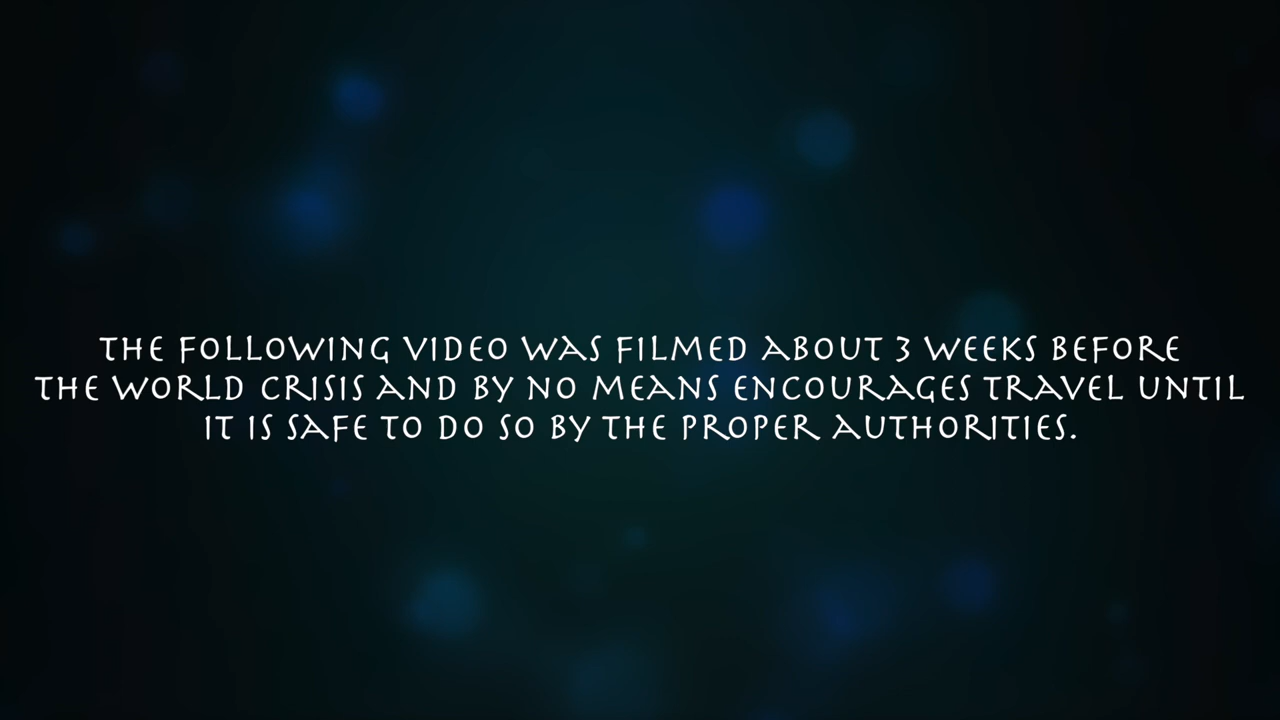 THE FOLLOWING VIDEO WAS FILMED ABOUT 3 WEEKS BEFORE
THE WORLD CRISIS AND BY NO MEANS ENCOURAGES TRAVEL UNTIL
IT IS SAFE TO DO SO BY THE PROPER AUTHORITIES.